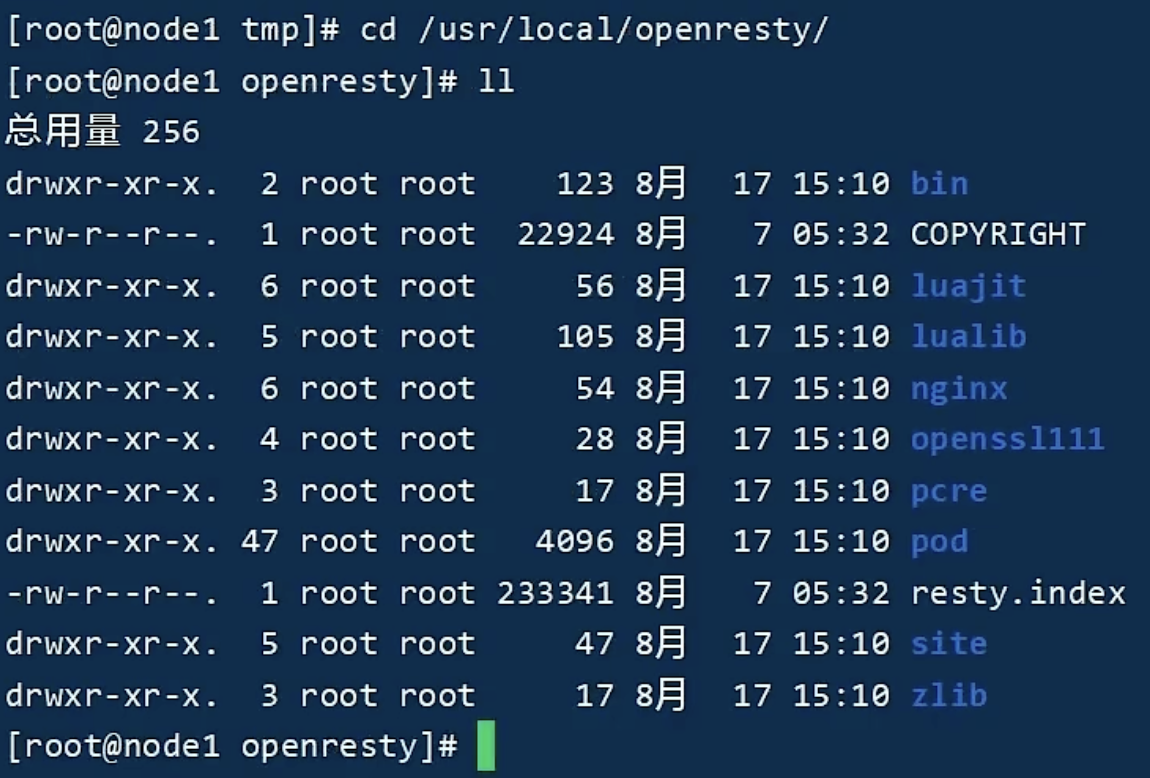 [root@node1 tmp]# cd /usr/local/openresty/
[root@node1 openresty]# ll
总用量 256
drwxr-xr-x.  2 root root    123 8月  17 15:10 bin
-rw-r--r--.  1 root root  22924 8月   7 05:32 COPYRIGHT
drwxr-xr-x.  6 root root     56 8月  17 15:10 luajit
drwxr-xr-x.  5 root root    105 8月  17 15:10 lualib
drwxr-xr-x.  6 root root     54 8月  17 15:10 nginx
drwxr-xr-x.  4 root root     28 8月  17 15:10 openssl111
drwxr-xr-x.  3 root root     17 8月  17 15:10 pcre
drwxr-xr-x. 47 root root   4096 8月  17 15:10 pod
-rw-r--r--.  1 root root 233341 8月   7 05:32 resty.index
drwxr-xr-x.  5 root root     47 8月  17 15:10 site
drwxr-xr-x.  3 root root     17 8月  17 15:10 zlib
[root@node1 openresty]#